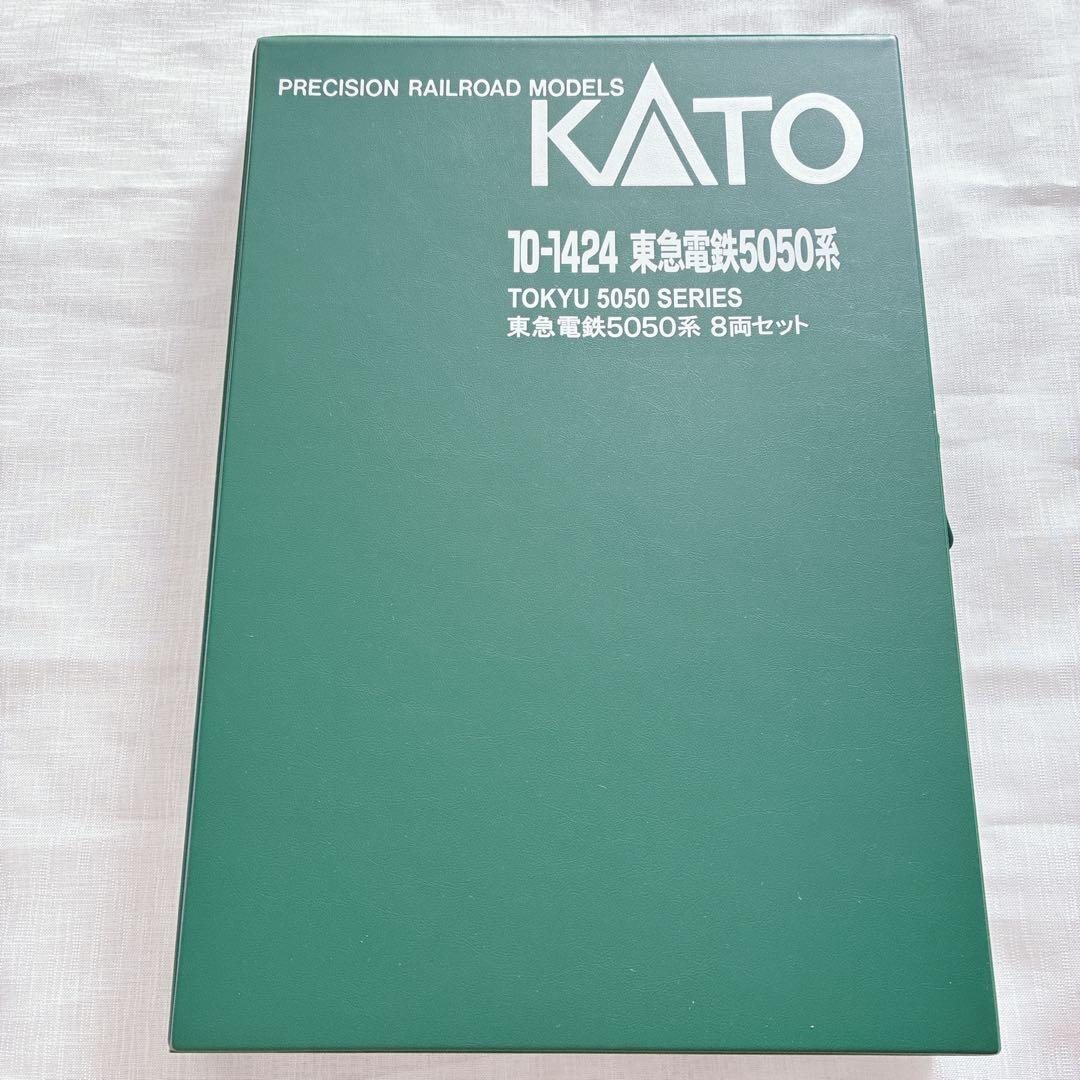 PRECISION RAILROAD MODELS
KATO
10-1424 東急電鉄5050系
TOKYU 5050 SERIES
東急電鉄5050系 8両セット